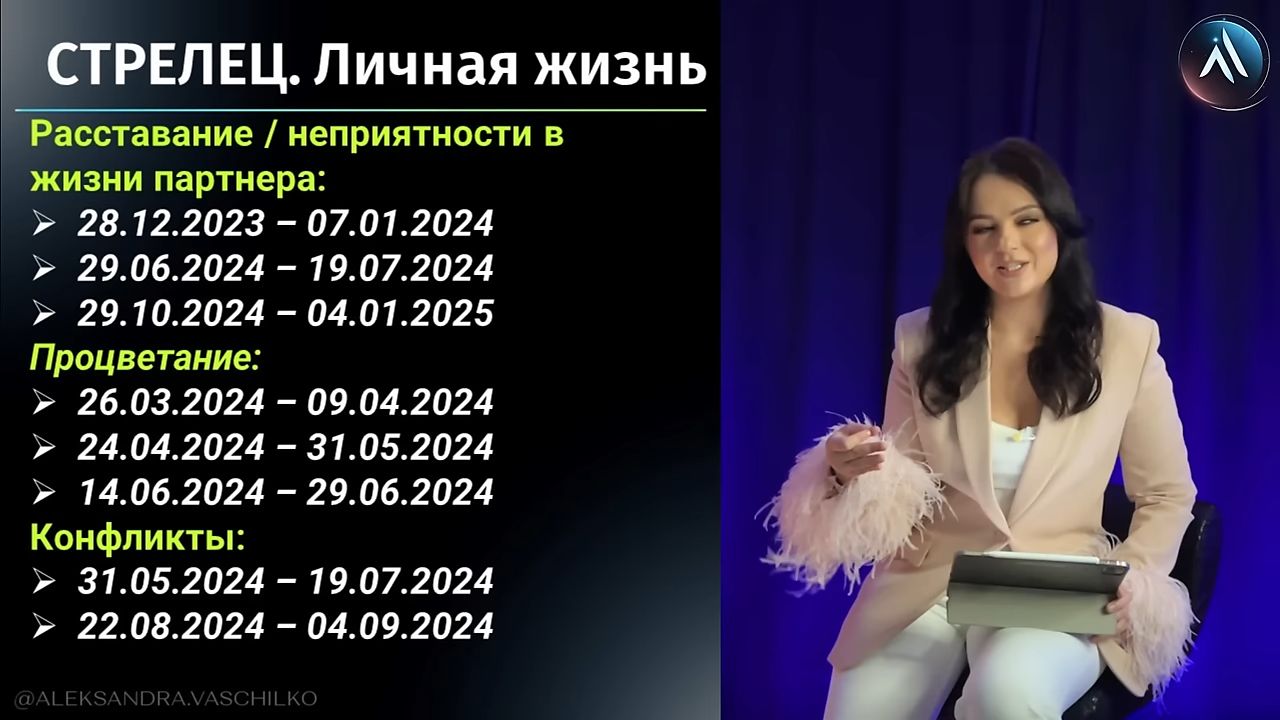 СТРЕЛЕЦ. Личная жизнь
Расставание / неприятности в
жизни партнера:
➢ 28.12.2023 – 07.01.2024
➢ 29.06.2024 – 19.07.2024
➢ 29.10.2024 – 04.01.2025
Процветание:
➢ 26.03.2024 – 09.04.2024
➢ 24.04.2024 – 31.05.2024
➢ 14.06.2024 – 29.06.2024
Конфликты:
➢ 31.05.2024 – 19.07.2024
➢ 22.08.2024 – 04.09.2024
@ALEKSANDRA.VASCHILKO